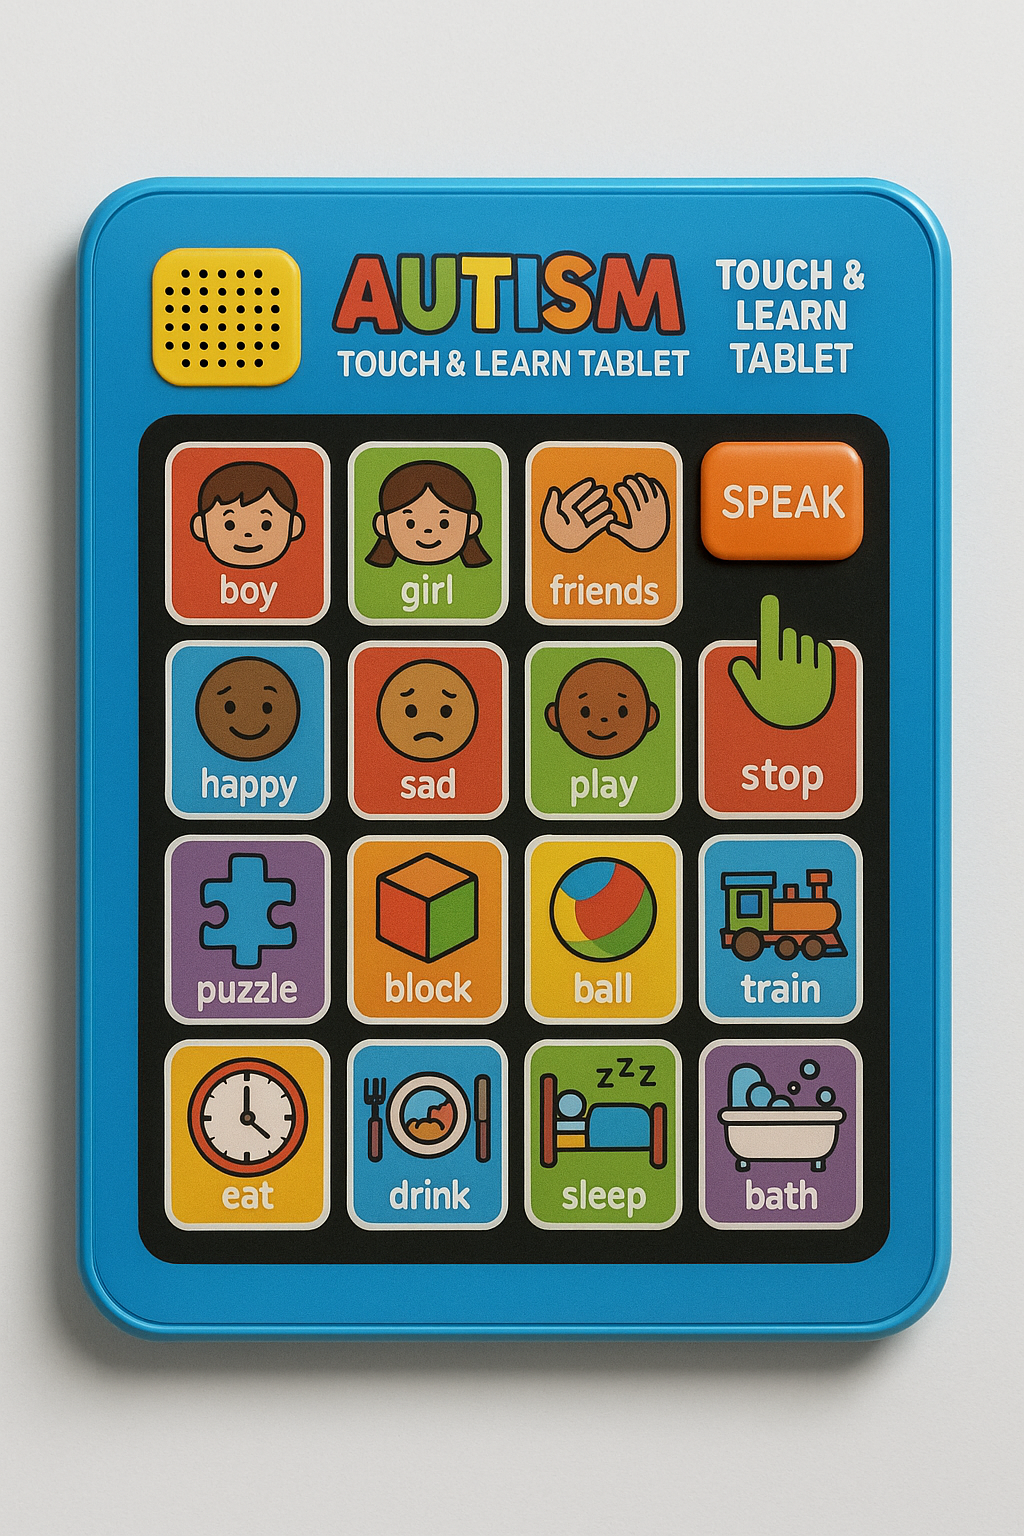 AUTISM
TOUCH & LEARN TABLET
TOUCH &
LEARN
TABLET
boy
girl
friends
SPEAK
happy
sad
play
stop
puzzle
block
ball
train
eat
drink
zzz
sleep
bath